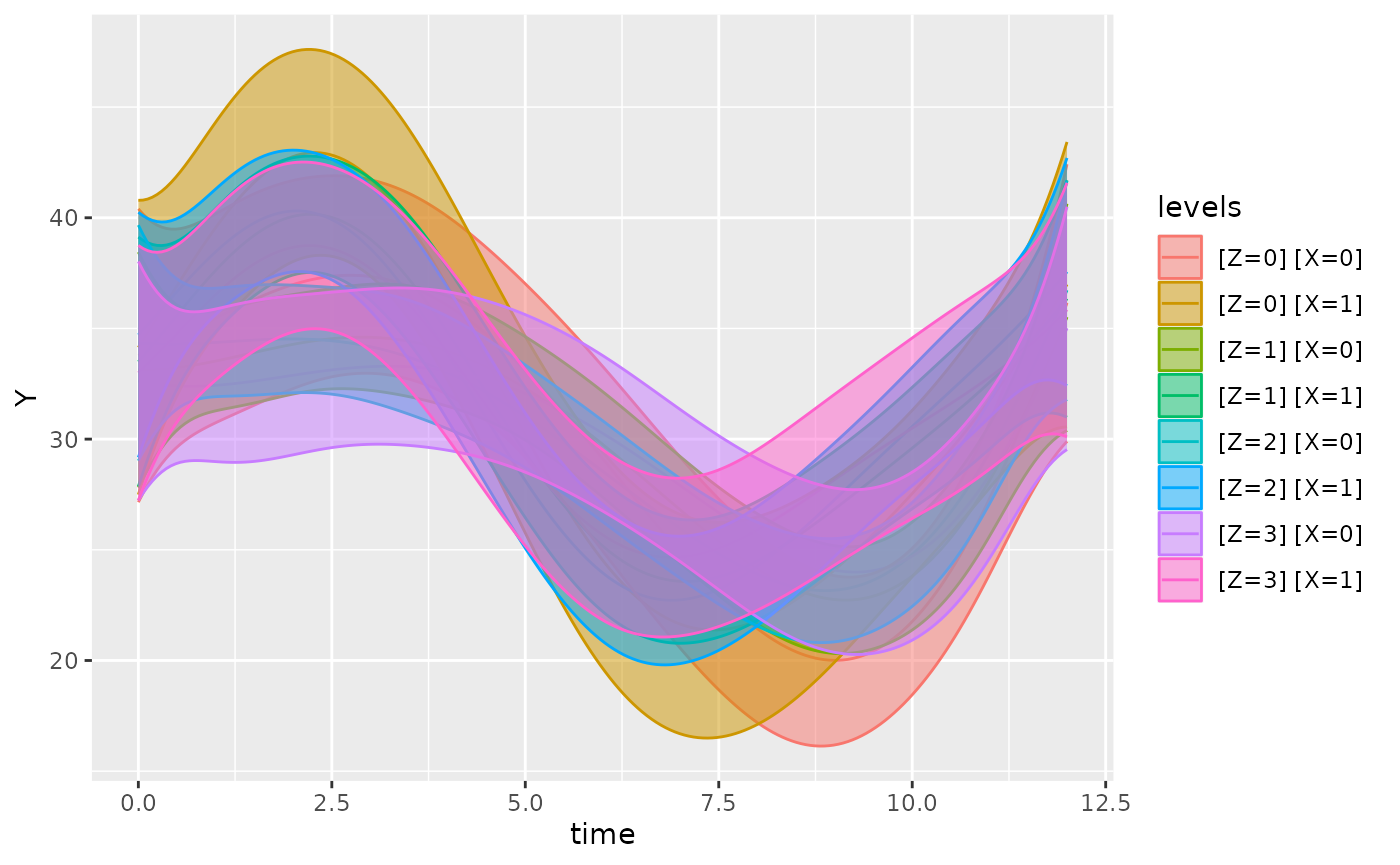 Y
40
30
20
0.0 2.5 5.0 7.5 10.0 12.5
time
levels
[Z=0] [X=0]
[Z=0] [X=1]
[Z=1] [X=0]
[Z=1] [X=1]
[Z=2] [X=0]
[Z=2] [X=1]
[Z=3] [X=0]
[Z=3] [X=1]